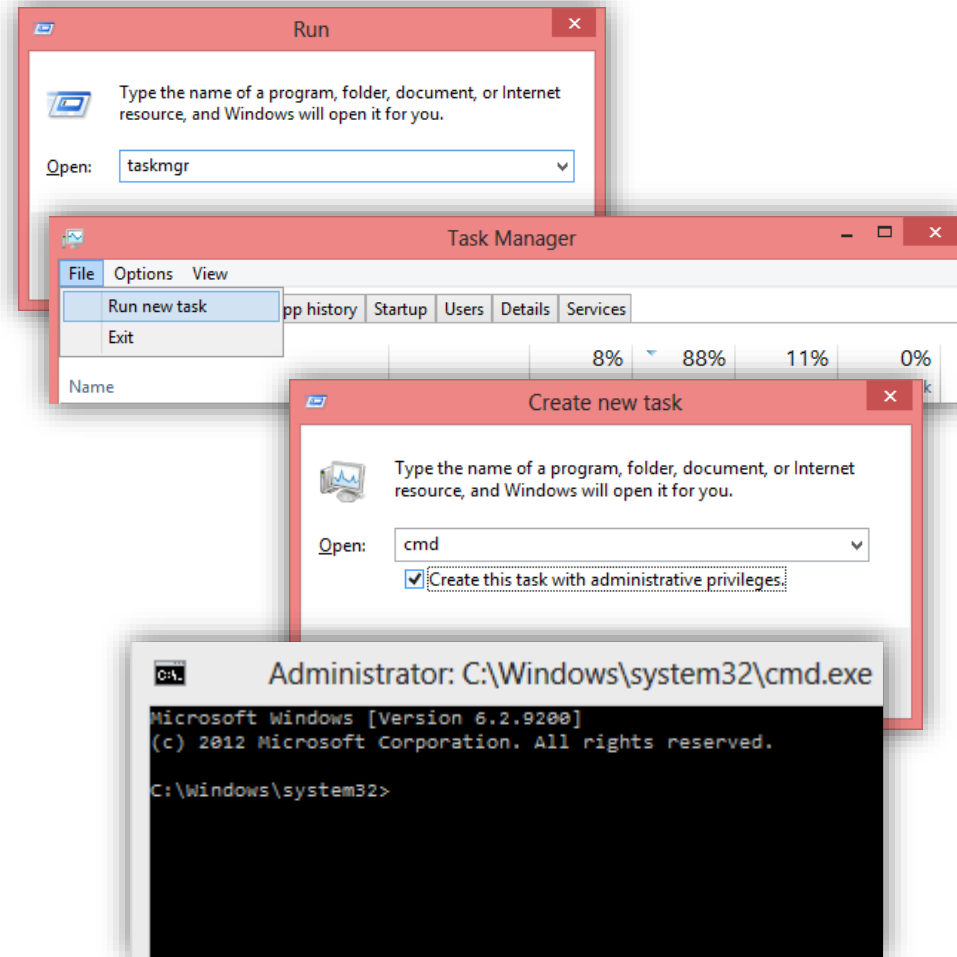 Run
Type the name of a program, folder, document, or Internet
resource, and Windows will open it for you.
Open: taskmgr
Task Manager
File Options View
Run new task
pp history Startup Users Details Services
Exit
8% 88% 11% 0%
Name k
Create new task
Type the name of a program, folder, document, or Internet
resource, and Windows will open it for you.
Open: cmd
Create this task with administrative privileges.
C:\.
Administrator: C:\Windows\system32\cmd.exe
Microsoft Windows [Version 6.2.9200]
(c) 2012 Microsoft Corporation. All rights reserved.
C:\Windows\system32>